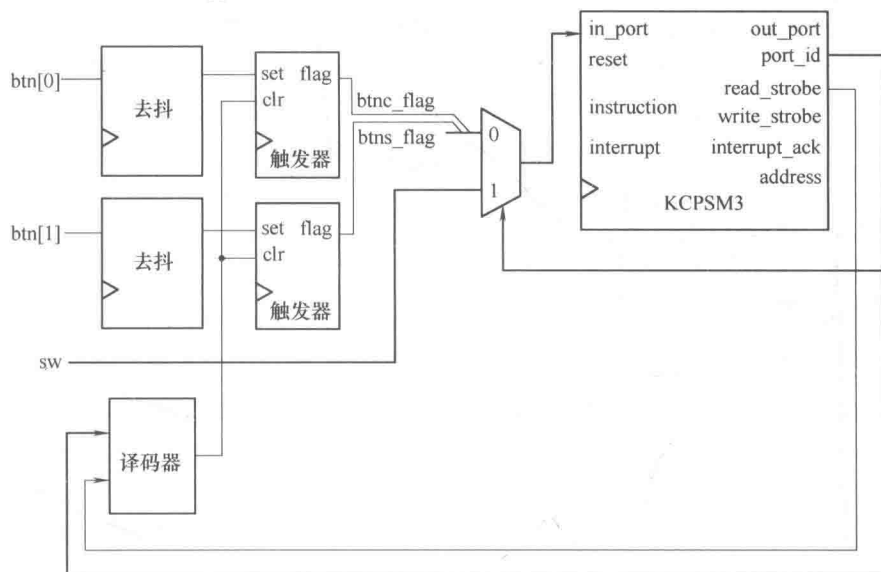 btn[0]
去抖
set flag
clr
触发器
btnc_flag
btns_flag
0
1
in_port out_port
reset port_id
read_strobe
instruction
write_strobe
interrupt interrupt_ack
address
KCPSM3
btn[1]
去抖
set flag
clr
触发器
sw
译码器